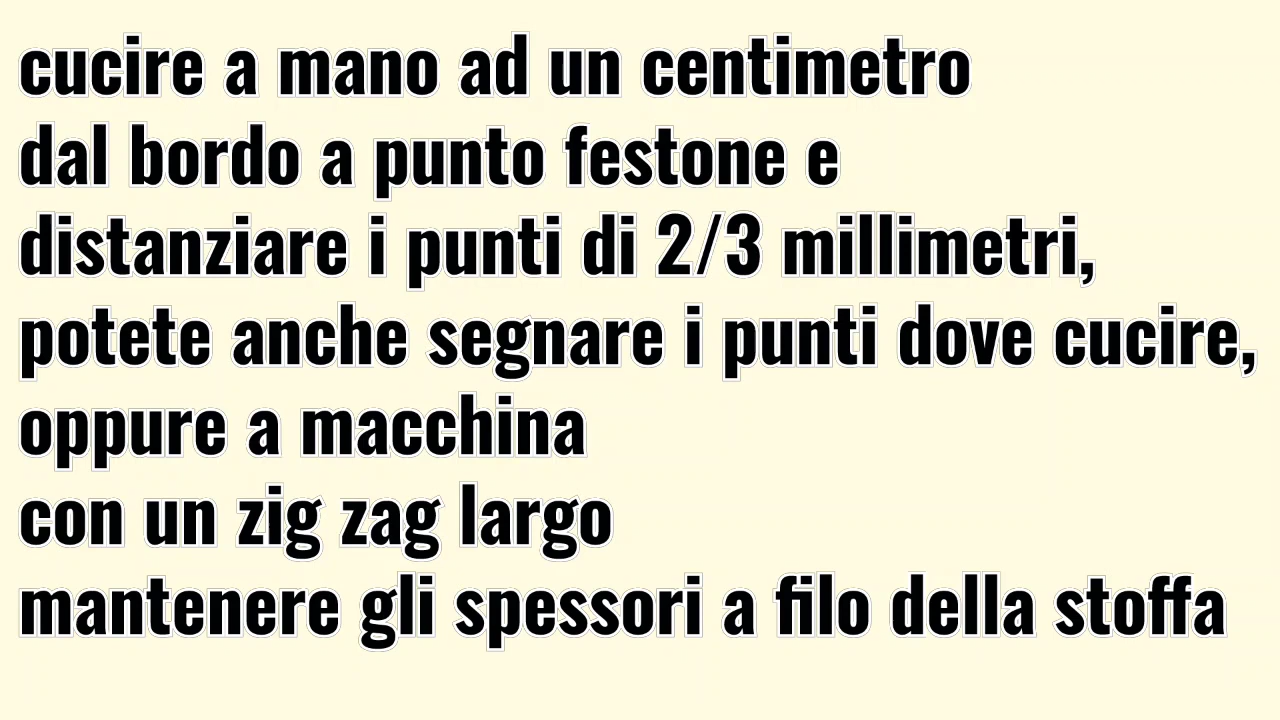 cucire a mano ad un centimetro
dal bordo a punto festone e
distanziare i punti di 2/3 millimetri,
potete anche segnare i punti dove cucire,
oppure a macchina
con un zig zag largo
mantenere gli spessori a filo della stoffa